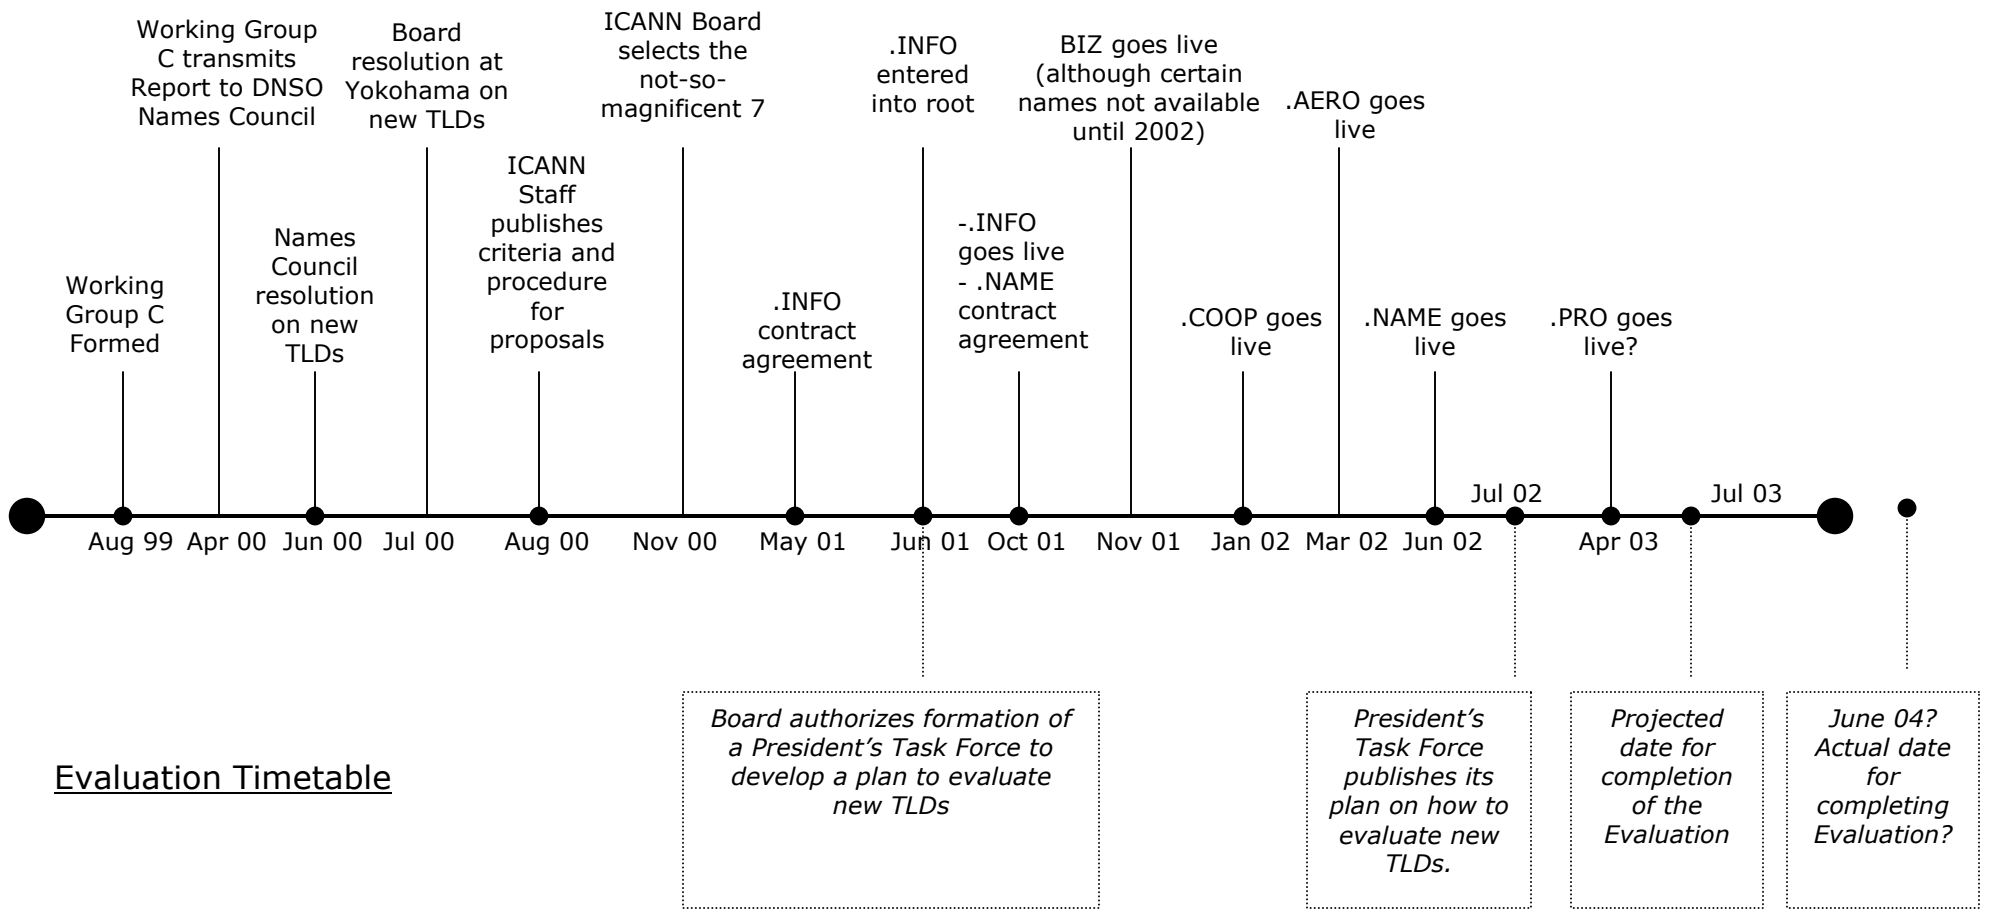 Working Group
C transmits
Report to DNSO
Names Council
Board
resolution at
Yokohama on
new TLDs
ICANN Board
selects the
not-so-
magnificent 7
.INFO
entered
into root
BIZ goes live
(although certain
names not available
until 2002)
.AERO goes
live
Working
Group C
Formed
Names
Council
resolution
on new
TLDs
ICANN
Staff
publishes
criteria and
procedure
for
proposals
.INFO
contract
agreement
-.INFO
goes live
- .NAME
contract
agreement
.COOP goes
live
.NAME goes
live
.PRO goes
live?
Jul 02
Jul 03
Aug 99
Apr 00
Jun 00
Jul 00
Aug 00
Nov 00
May 01
Jun 01
Oct 01
Nov 01
Jan 02
Mar 02
Jun 02
Apr 03
Evaluation Timetable
Board authorizes formation of
a President’s Task Force to
develop a plan to evaluate
new TLDs
President’s
Task Force
publishes its
plan on how to
evaluate new
TLDs.
Projected
date for
completion
of the
Evaluation
June 04?
Actual date
for
completing
Evaluation?